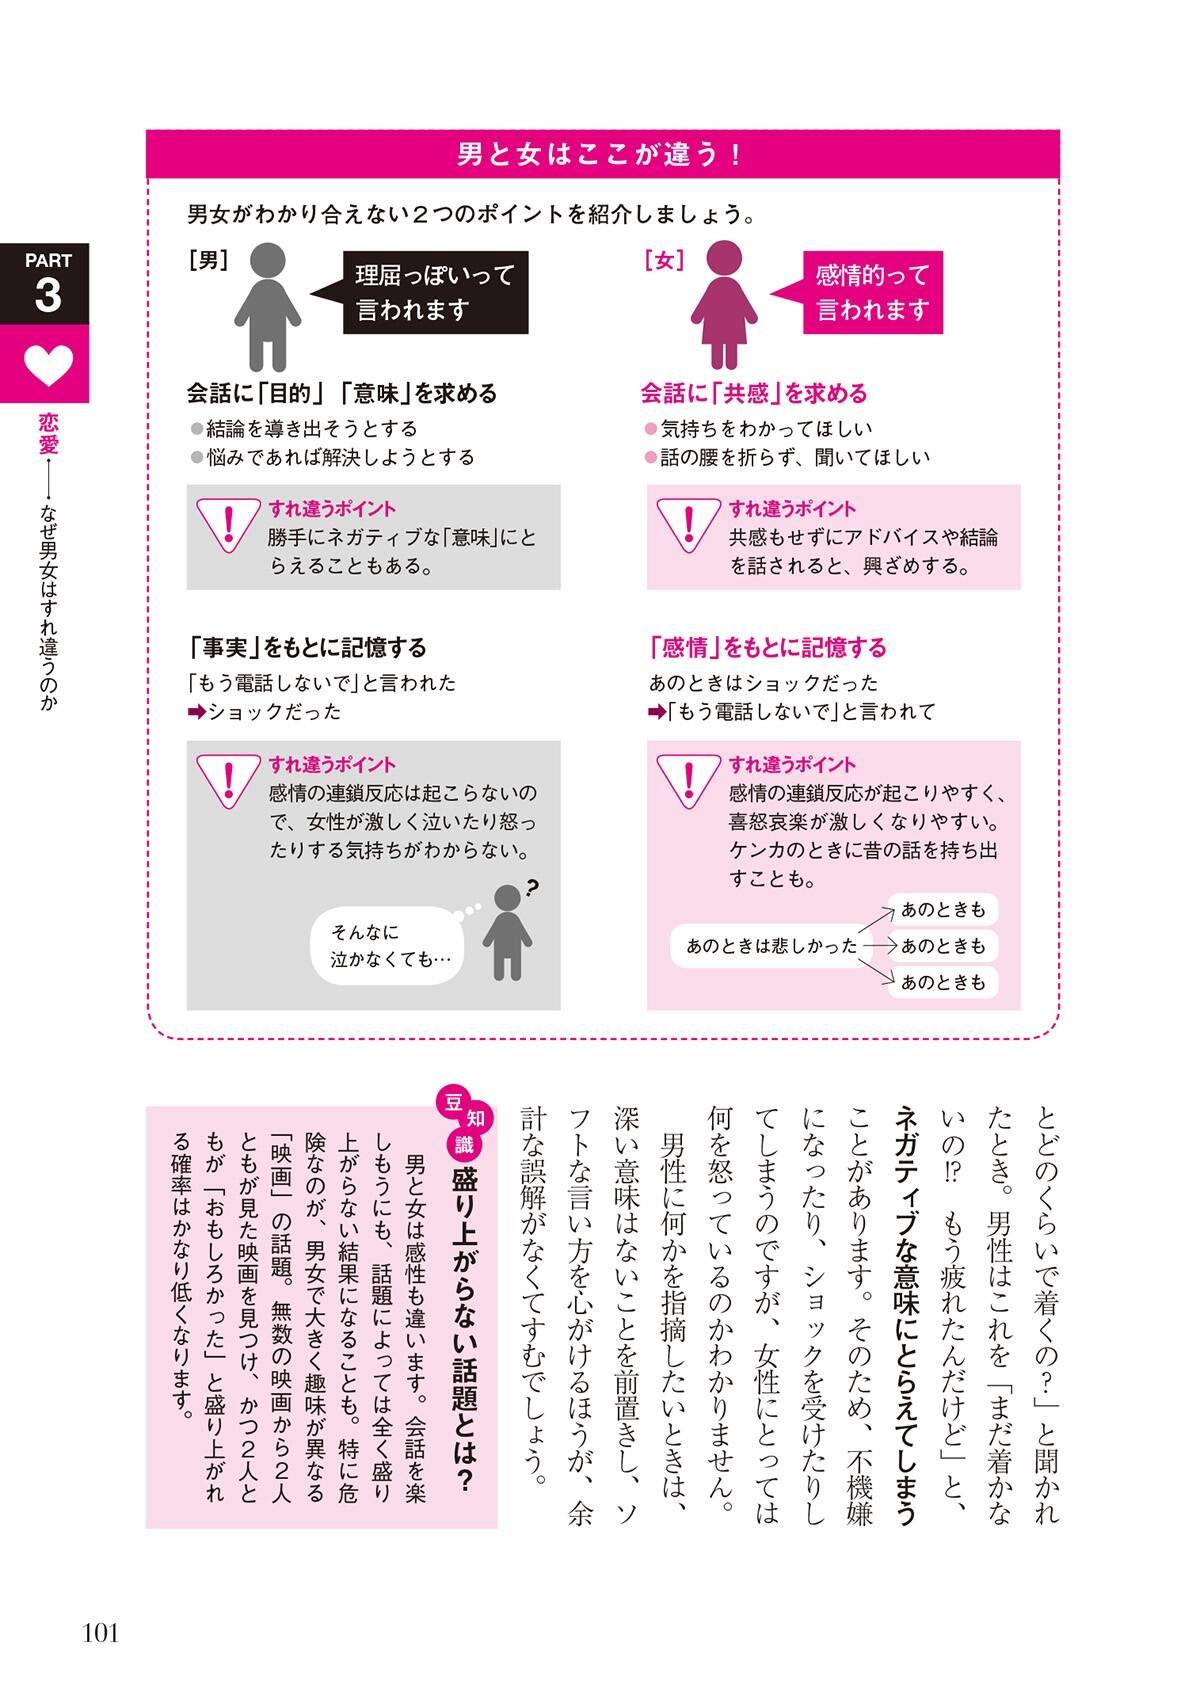 男と女はここが違う！
男女がわかり合えない２つのポイントを紹介しましょう。
［男］
理屈っぽいって
言われます
会話に「目的」「意味」を求める
●結論を導き出そうとする
●悩みであれば解決しようとする
!
すれ違うポイント
勝手にネガティブな「意味」にと
らえることもある。
「事実」をもとに記憶する
「もう電話しないで」と言われた
➡ショックだった
!
すれ違うポイント
感情の連鎖反応は起こらないの
で、女性が激しく泣いたり怒っ
たりする気持ちがわからない。
?
そんなに
泣かなくても…
［女］
感情的って
言われます
会話に「共感」を求める
●気持ちをわかってほしい
●話の腰を折らず、聞いてほしい
!
すれ違うポイント
共感もせずにアドバイスや結論
を話されると、興ざめする。
「感情」をもとに記憶する
あのときはショックだった
➡「もう電話しないで」と言われて
!
すれ違うポイント
感情の連鎖反応が起こりやすく、
喜怒哀楽が激しくなりやすい。
ケンカのときに昔の話を持ち出
すことも。
あのときは悲しかった
あのときも
あのときも
あのときも
PART
3
恋愛――なぜ男女はすれ違うのか
とどのくらいで着くの？」と聞かれ
たとき。男性はこれを「まだ着かな
いの!?　もう疲れたんだけど」と、
ネガティブな意味にとらえてしまう
ことがあります。そのため、不機嫌
になったり、ショックを受けたりし
てしまうのですが、女性にとっては
何を怒っているのかわかりません。
男性に何かを指摘したいときは、
深い意味はないことを前置きし、ソ
フトな言い方を心がけるほうが、余
計な誤解がなくてすむでしょう。
豆知識
盛り上がらない話題とは？
男と女は感性も違います。会話を楽
しもうにも、話題によっては全く盛り
上がらない結果になることも。特に危
険なのが、男女で大きく趣味が異なる
「映画」の話題。無数の映画から２人
ともが見た映画を見つけ、かつ２人と
もが「おもしろかった」と盛り上がれ
る確率はかなり低くなります。
101